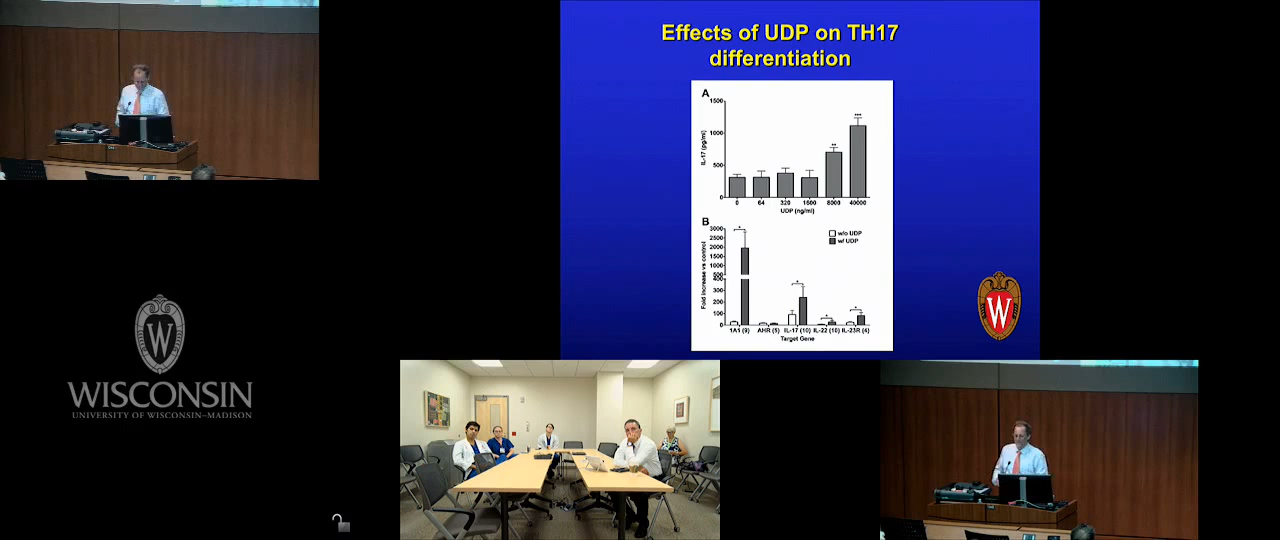 Effects of UDP on TH17
differentiation
A
1500
1000
500
0
IL-17 (pg/ml)
0 64 320 1600 8000 40000
UDP (ng/ml)
** ***
B
3000
2500
2000
1500
1000
500
400
300
200
100
0
Fold increase vs control
w/o UDP
w/ UDP
* * * *
1A1 (9) AHR (5) IL-17 (10) IL-22 (10) IL-23R (4)
Target Gene
W
W
WISCONSIN
UNIVERSITY OF WISCONSIN–MADISON